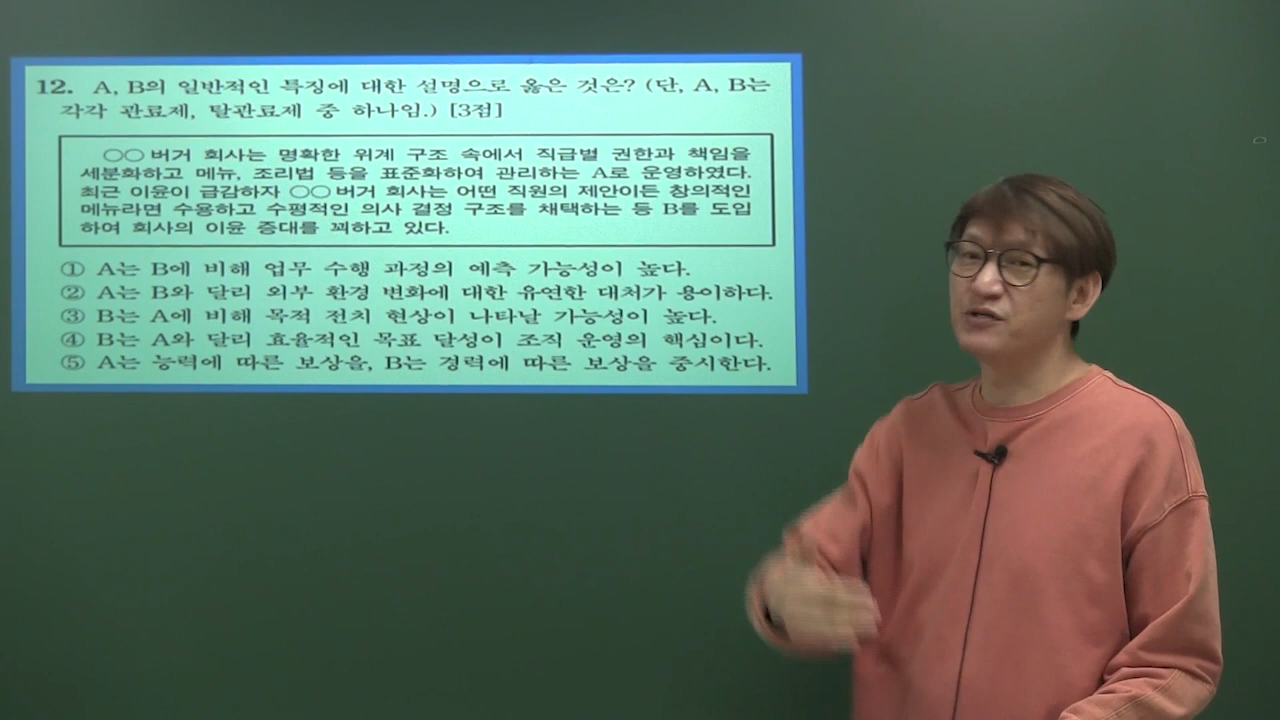 12. A, B의 일반적인 특징에 대한 설명으로 옳은 것은? (단, A, B는
각각 관료제, 탈관료제 중 하나임.) [3점]
○○ 버거 회사는 명확한 위계 구조 속에서 직급별 권한과 책임을
세분화하고 메뉴, 조리법 등을 표준화하여 관리하는 A로 운영하였다.
최근 이윤이 급감하자 ○○ 버거 회사는 어떤 직원의 제안이든 창의적인
메뉴라면 수용하고 수평적인 의사 결정 구조를 채택하는 등 B를 도입
하여 회사의 이윤 증대를 꾀하고 있다.
① A는 B에 비해 업무 수행 과정의 예측 가능성이 높다.
② A는 B와 달리 외부 환경 변화에 대한 유연한 대처가 용이하다.
③ B는 A에 비해 목적 전치 현상이 나타날 가능성이 높다.
④ B는 A와 달리 효율적인 목표 달성이 조직 운영의 핵심이다.
⑤ A는 능력에 따른 보상을, B는 경력에 따른 보상을 중시한다.